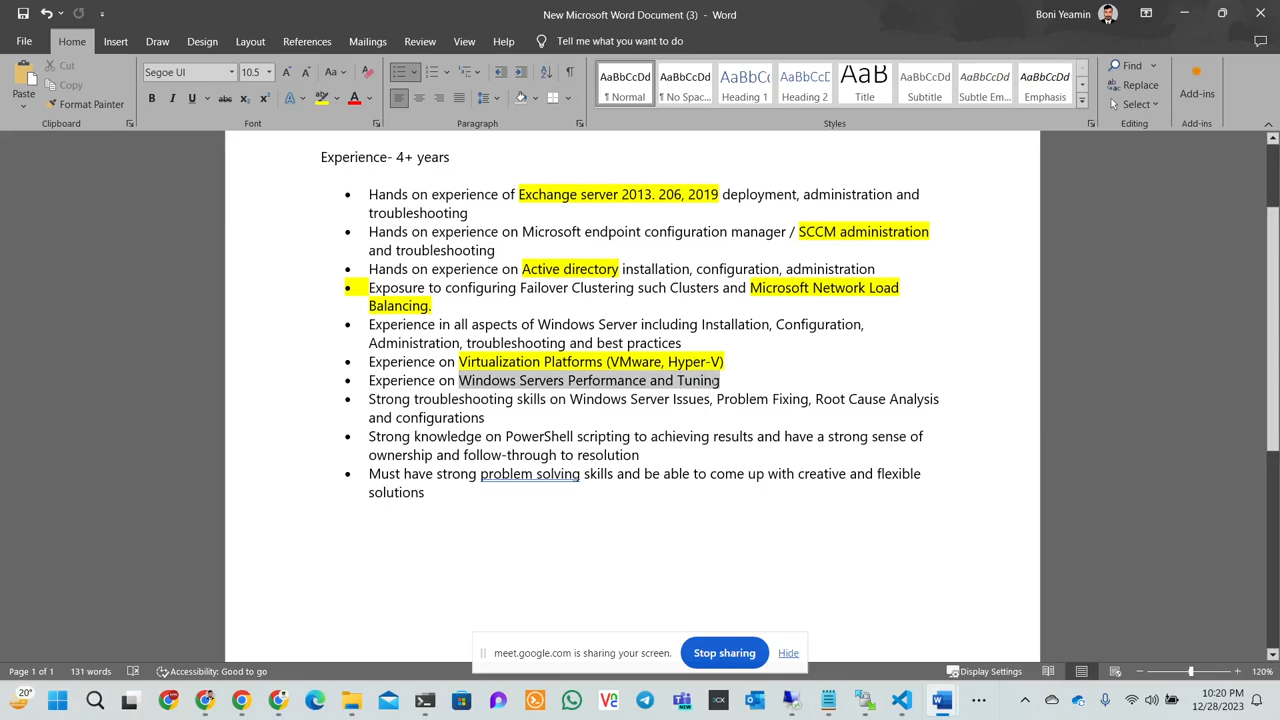 New Microsoft Word Document (3) - Word
Boni Yeamin
File Home Insert Draw Design Layout References Mailings Review View Help Tell me what you want to do
Paste
Cut
Copy
Format Painter
Clipboard
Segoe UI 10.5
Font
Paragraph
AaBbCcDd AaBbCcDd AaBbCc AaBbCcD AaB AaBbCcDd AaBbCcDd AaBbCcDd
¶ Normal ¶ No Spac... Heading 1 Heading 2 Title Subtitle Subtle Em... Emphasis
Styles
Find
Replace
Select
Editing
Add-ins
Add-ins
Experience- 4+ years
• Hands on experience of Exchange server 2013. 206, 2019 deployment, administration and
troubleshooting
• Hands on experience on Microsoft endpoint configuration manager / SCCM administration
and troubleshooting
• Hands on experience on Active directory installation, configuration, administration
• Exposure to configuring Failover Clustering such Clusters and Microsoft Network Load
Balancing.
• Experience in all aspects of Windows Server including Installation, Configuration,
Administration, troubleshooting and best practices
• Experience on Virtualization Platforms (VMware, Hyper-V)
• Experience on Windows Servers Performance and Tuning
• Strong troubleshooting skills on Windows Server Issues, Problem Fixing, Root Cause Analysis
and configurations
• Strong knowledge on PowerShell scripting to achieving results and have a strong sense of
ownership and follow-through to resolution
• Must have strong problem solving skills and be able to come up with creative and flexible
solutions
meet.google.com is sharing your screen. Stop sharing Hide
Page 1 of 1 131 words Accessibility: Good to go Display Settings 120%
20° 10:20 PM
12/28/2023